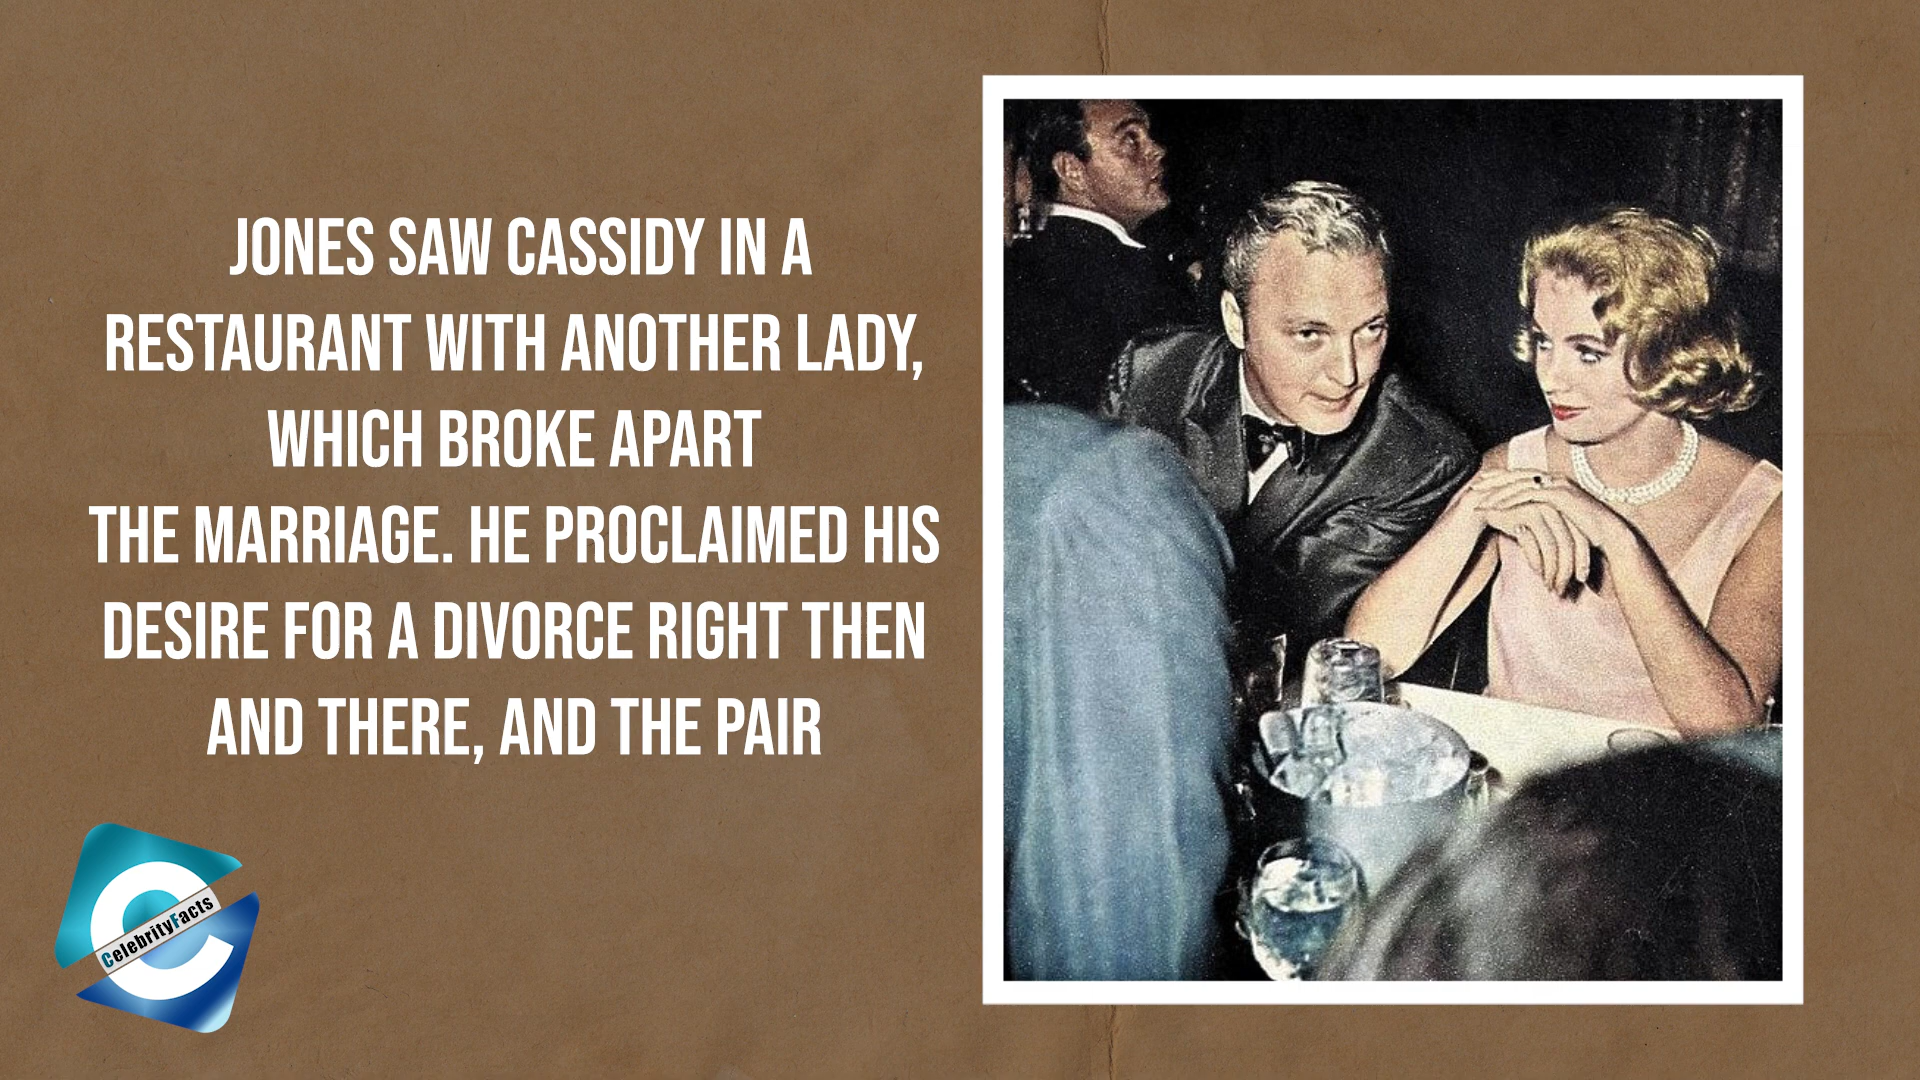 JONES SAW CASSIDY IN A
RESTAURANT WITH ANOTHER LADY,
WHICH BROKE APART
THE MARRIAGE. HE PROCLAIMED HIS
DESIRE FOR A DIVORCE RIGHT THEN
AND THERE, AND THE PAIR
CelebrityFacts